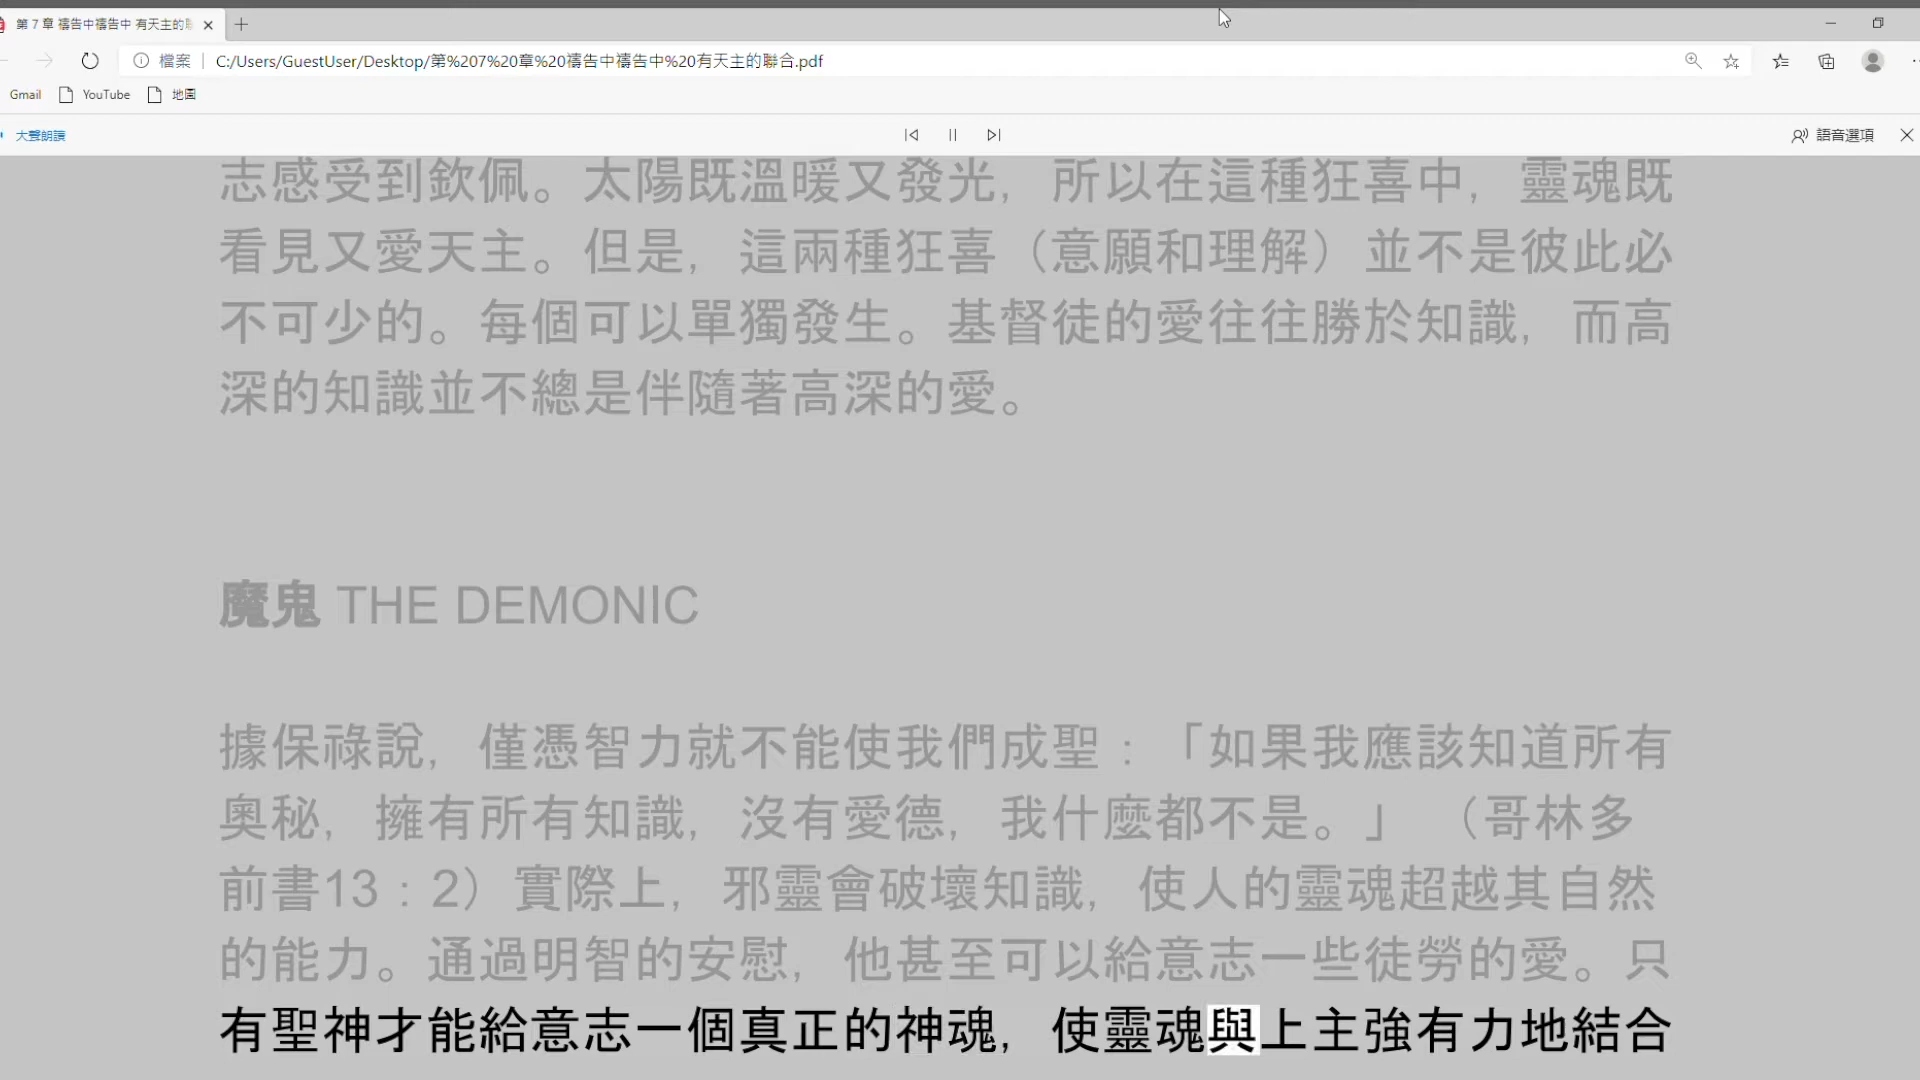 第 7 章 禱告中禱告中 有天主的
檔案
C:/Users/GuestUser/Desktop/第%207%20章%20禱告中禱告中%20有天主的聯合.pdf
Gmail YouTube 地圖
大聲朗讀 語音選項
志感受到欽佩。太陽既溫暖又發光，所以在這種狂喜中，靈魂既
看見又愛天主。但是，這兩種狂喜（意願和理解）並不是彼此必
不可少的。每個可以單獨發生。基督徒的愛往往勝於知識，而高
深的知識並不總是伴隨著高深的愛。
魔鬼 THE DEMONIC
據保祿說，僅憑智力就不能使我們成聖：「如果我應該知道所有
奧秘，擁有所有知識，沒有愛德，我什麼都不是。」（哥林多
前書13：2）實際上，邪靈會破壞知識，使人的靈魂超越其自然
的能力。通過明智的安慰，他甚至可以給意志一些徒勞的愛。只
有聖神才能給意志一個真正的神魂，使靈魂與上主強有力地結合